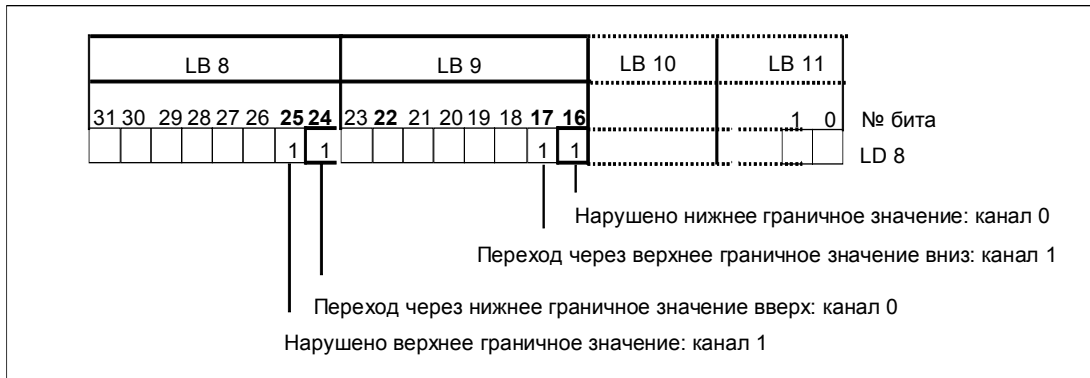 LB 8 LB 9 LB 10 LB 11
31 30 29 28 27 26 25 24 23 22 21 20 19 18 17 16 1 0 № бита
1 1 1 1 LD 8
Нарушено нижнее граничное значение: канал 0
Переход через верхнее граничное значение вниз: канал 1
Переход через нижнее граничное значение вверх: канал 0
Нарушено верхнее граничное значение: канал 1